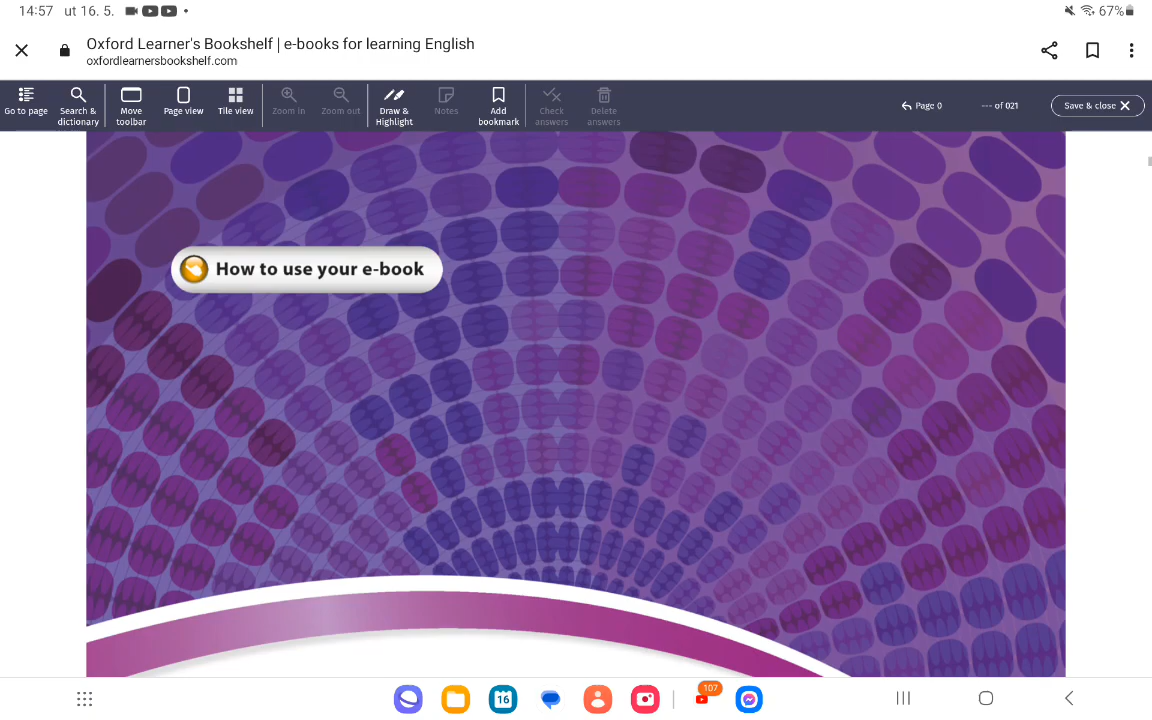 14:57 ut 16. 5. 67%
Oxford Learner's Bookshelf | e-books for learning English
oxfordlearnersbookshelf.com
Go to page
Search & dictionary
Move toolbar
Page view
Tile view
Zoom in
Zoom out
Draw & Highlight
Notes
Add bookmark
Check answers
Delete answers
Page 0
--- of 021
Save & close
How to use your e-book
16
107